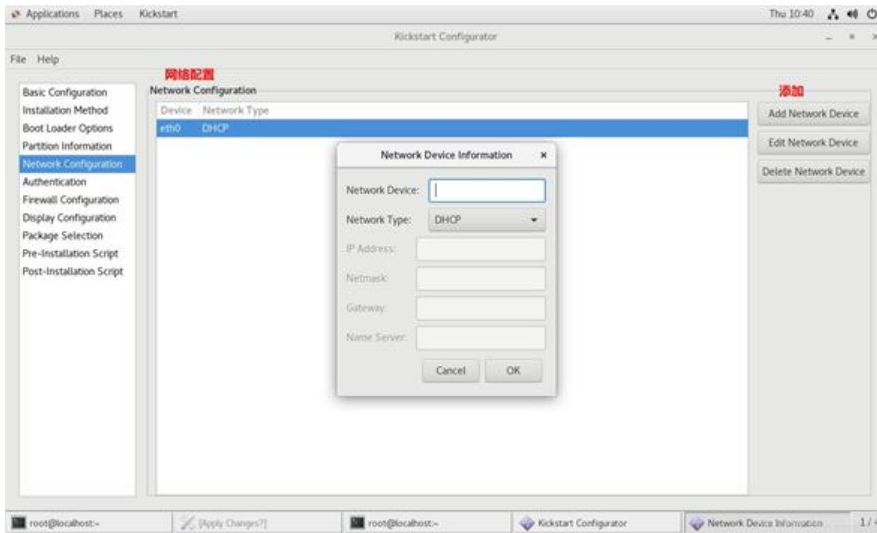 Applications Places Kickstart Thu 10:40
Kickstart Configurator
File Help
网络配置
添加
Basic Configuration
Installation Method
Boot Loader Options
Partition Information
Network Configuration
Authentication
Firewall Configuration
Display Configuration
Package Selection
Pre-Installation Script
Post-Installation Script
Network Configuration
Device Network Type
eth0 DHCP
Add Network Device
Edit Network Device
Delete Network Device
Network Device Information
Network Device:
Network Type: DHCP
IP Address:
Netmask:
Gateway:
Name Server:
Cancel OK
root@localhost:~ [Apply Changes?] root@localhost:~ Kickstart Configurator Network Device Information 1/4